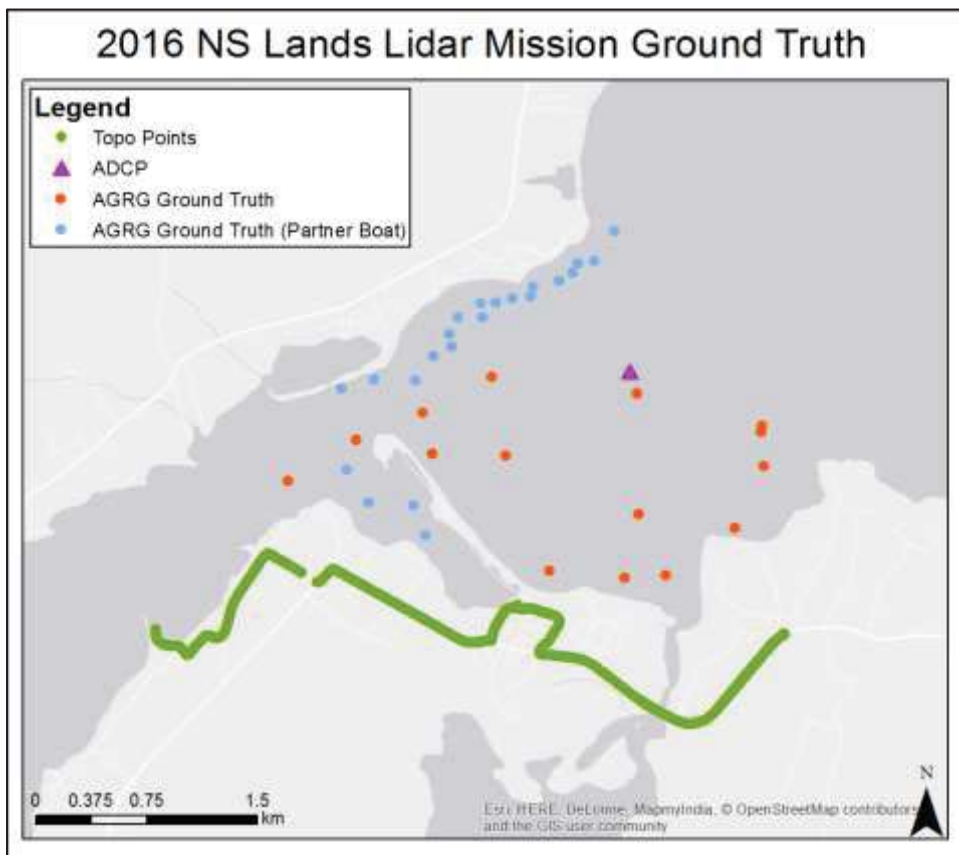 2016 NS Lands Lidar Mission Ground Truth
Legend
Topo Points
ADCP
AGRG Ground Truth
AGRG Ground Truth (Partner Boat)
N
0 0.375 0.75 1.5
km
Esri, HERE, DeLorme, MapmyIndia, © OpenStreetMap contributors
and the GIS user community